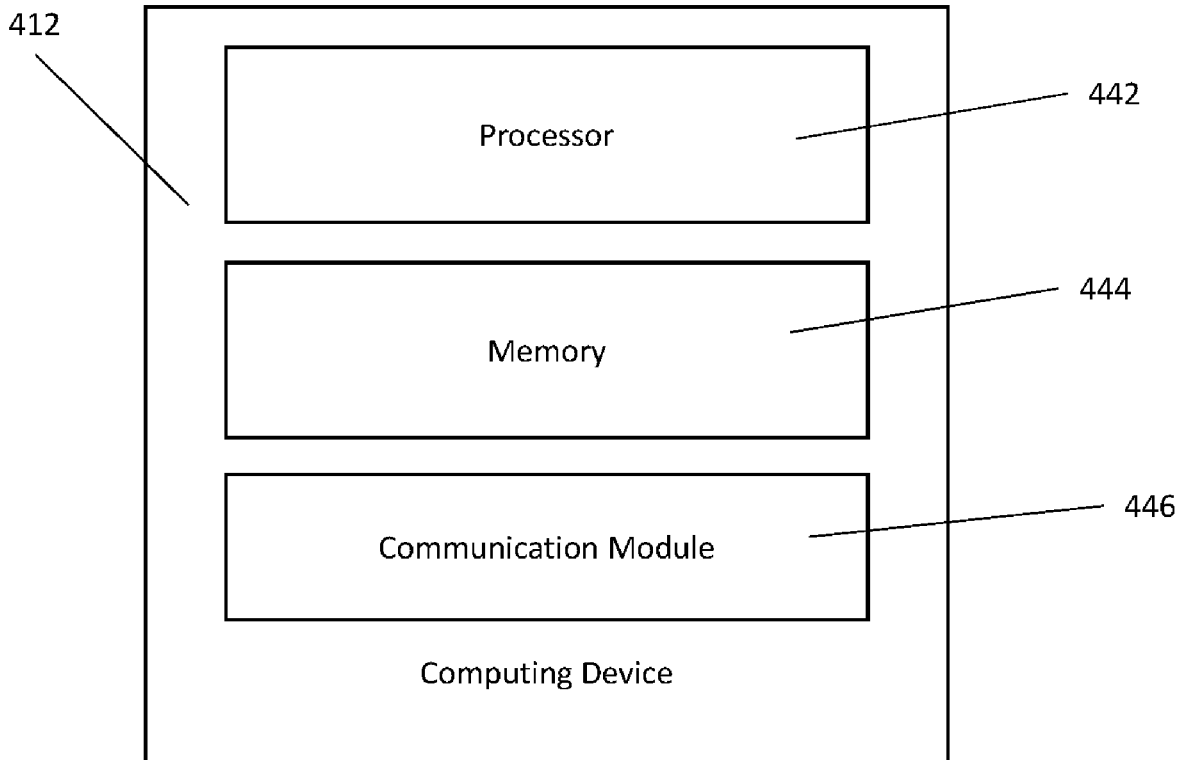 412
Processor
442
Memory
444
Communication Module
446
Computing Device